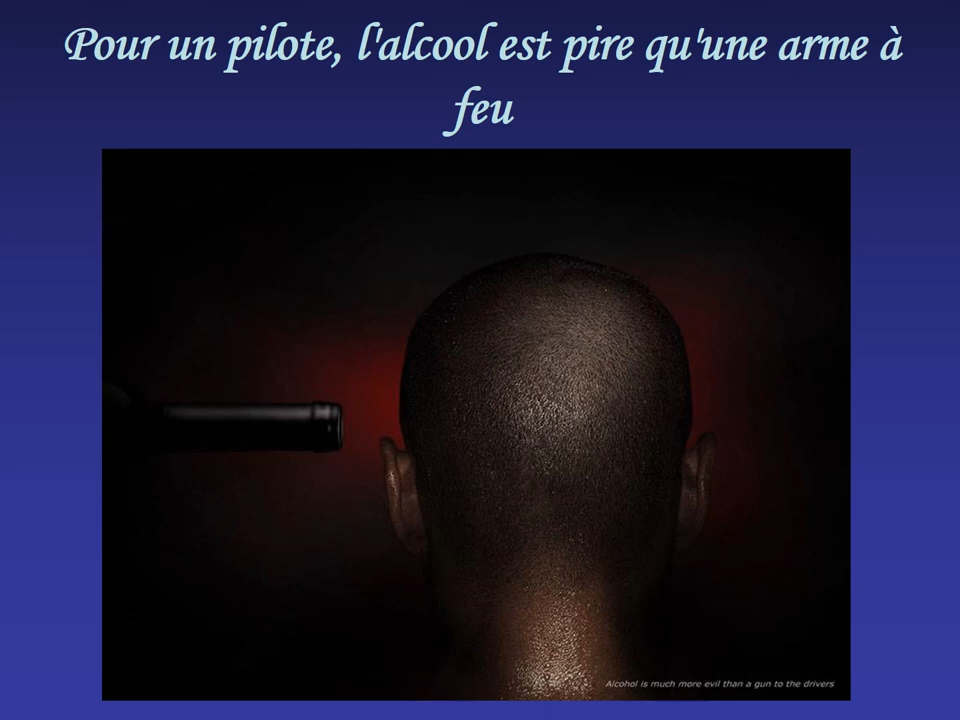 Pour un pilote, l'alcool est pire qu'une arme à
feu
Alcohol is much more evil than a gun to the drivers